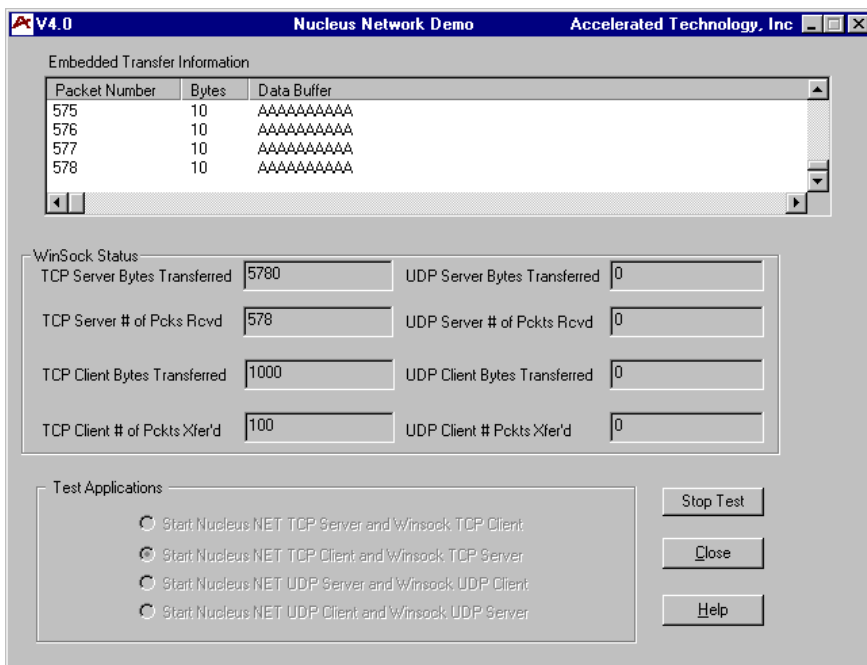 V4.0 Nucleus Network Demo Accelerated Technology, Inc
Embedded Transfer Information
Packet Number Bytes Data Buffer
575 10 AAAAAAAAAA
576 10 AAAAAAAAAA
577 10 AAAAAAAAAA
578 10 AAAAAAAAAA
WinSock Status
TCP Server Bytes Transferred 5780 UDP Server Bytes Transferred 0
TCP Server # of Pcks Rcvd 578 UDP Server # of Pckts Rcvd 0
TCP Client Bytes Transferred 1000 UDP Client Bytes Transferred 0
TCP Client # of Pckts Xfer'd 100 UDP Client # Pckts Xfer'd 0
Test Applications
Start Nucleus NET TCP Server and Winsock TCP Client
Start Nucleus NET TCP Client and Winsock TCP Server
Start Nucleus NET UDP Server and Winsock UDP Client
Start Nucleus NET UDP Client and Winsock UDP Server
Stop Test
Close
Help